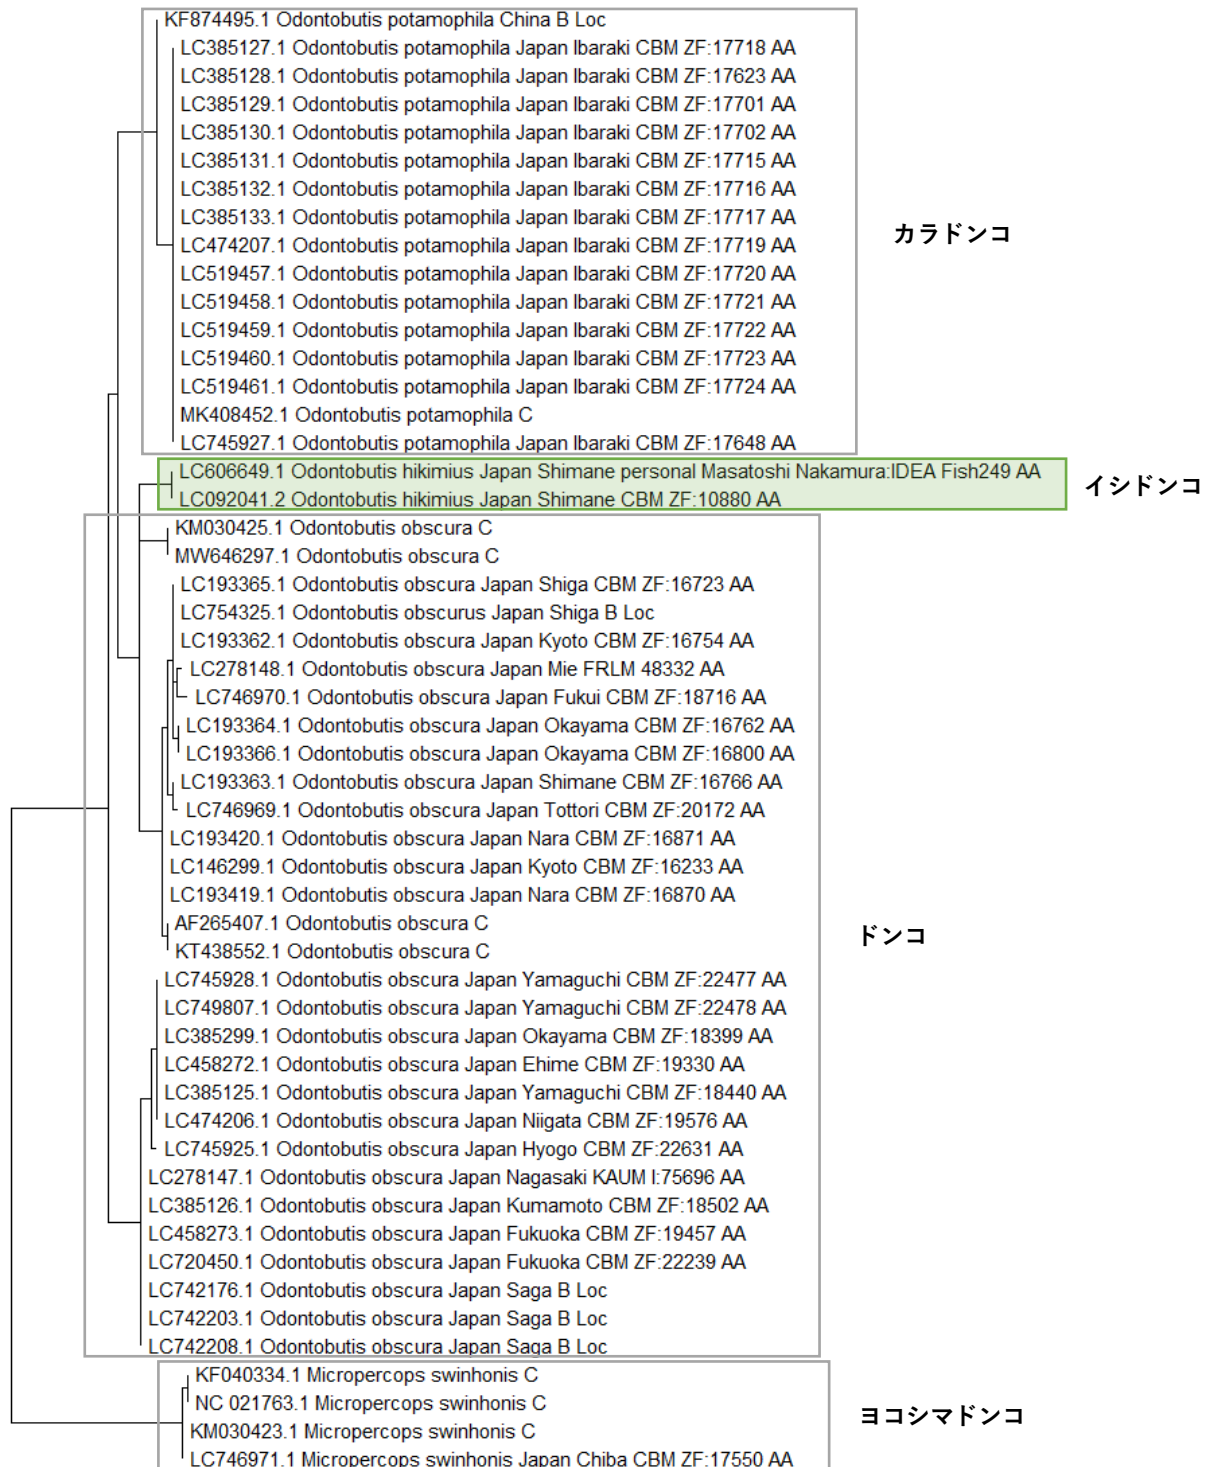 KF874495.1 Odontobutis potamophila China B Loc
LC385127.1 Odontobutis potamophila Japan Ibaraki CBM ZF:17718 AA
LC385128.1 Odontobutis potamophila Japan Ibaraki CBM ZF:17623 AA
LC385129.1 Odontobutis potamophila Japan Ibaraki CBM ZF:17701 AA
LC385130.1 Odontobutis potamophila Japan Ibaraki CBM ZF:17702 AA
LC385131.1 Odontobutis potamophila Japan Ibaraki CBM ZF:17715 AA
LC385132.1 Odontobutis potamophila Japan Ibaraki CBM ZF:17716 AA
LC385133.1 Odontobutis potamophila Japan Ibaraki CBM ZF:17717 AA
LC474207.1 Odontobutis potamophila Japan Ibaraki CBM ZF:17719 AA
LC519457.1 Odontobutis potamophila Japan Ibaraki CBM ZF:17720 AA
LC519458.1 Odontobutis potamophila Japan Ibaraki CBM ZF:17721 AA
LC519459.1 Odontobutis potamophila Japan Ibaraki CBM ZF:17722 AA
LC519460.1 Odontobutis potamophila Japan Ibaraki CBM ZF:17723 AA
LC519461.1 Odontobutis potamophila Japan Ibaraki CBM ZF:17724 AA
MK408452.1 Odontobutis potamophila C
LC745927.1 Odontobutis potamophila Japan Ibaraki CBM ZF:17648 AA
カラドンコ
LC606649.1 Odontobutis hikimius Japan Shimane personal Masatoshi Nakamura:IDEA Fish249 AA
LC092041.2 Odontobutis hikimius Japan Shimane CBM ZF:10880 AA
イシドンコ
KM030425.1 Odontobutis obscura C
MW646297.1 Odontobutis obscura C
LC193365.1 Odontobutis obscura Japan Shiga CBM ZF:16723 AA
LC754325.1 Odontobutis obscurus Japan Shiga B Loc
LC193362.1 Odontobutis obscura Japan Kyoto CBM ZF:16754 AA
LC278148.1 Odontobutis obscura Japan Mie FRLM 48332 AA
LC746970.1 Odontobutis obscura Japan Fukui CBM ZF:18716 AA
LC193364.1 Odontobutis obscura Japan Okayama CBM ZF:16762 AA
LC193366.1 Odontobutis obscura Japan Okayama CBM ZF:16800 AA
LC193363.1 Odontobutis obscura Japan Shimane CBM ZF:16766 AA
LC746969.1 Odontobutis obscura Japan Tottori CBM ZF:20172 AA
LC193420.1 Odontobutis obscura Japan Nara CBM ZF:16871 AA
LC146299.1 Odontobutis obscura Japan Kyoto CBM ZF:16233 AA
LC193419.1 Odontobutis obscura Japan Nara CBM ZF:16870 AA
AF265407.1 Odontobutis obscura C
KT438552.1 Odontobutis obscura C
LC745928.1 Odontobutis obscura Japan Yamaguchi CBM ZF:22477 AA
LC749807.1 Odontobutis obscura Japan Yamaguchi CBM ZF:22478 AA
LC385299.1 Odontobutis obscura Japan Okayama CBM ZF:18399 AA
LC458272.1 Odontobutis obscura Japan Ehime CBM ZF:19330 AA
LC385125.1 Odontobutis obscura Japan Yamaguchi CBM ZF:18440 AA
LC474206.1 Odontobutis obscura Japan Niigata CBM ZF:19576 AA
LC745925.1 Odontobutis obscura Japan Hyogo CBM ZF:22631 AA
LC278147.1 Odontobutis obscura Japan Nagasaki KAUM I:75696 AA
LC385126.1 Odontobutis obscura Japan Kumamoto CBM ZF:18502 AA
LC458273.1 Odontobutis obscura Japan Fukuoka CBM ZF:19457 AA
LC720450.1 Odontobutis obscura Japan Fukuoka CBM ZF:22239 AA
LC742176.1 Odontobutis obscura Japan Saga B Loc
LC742203.1 Odontobutis obscura Japan Saga B Loc
LC742208.1 Odontobutis obscura Japan Saga B Loc
ドンコ
KF040334.1 Micropercops swinhonis C
NC 021763.1 Micropercops swinhonis C
KM030423.1 Micropercops swinhonis C
LC746971.1 Micropercops swinhonis Japan Chiba CBM ZF:17550 AA
ヨコシマドンコ